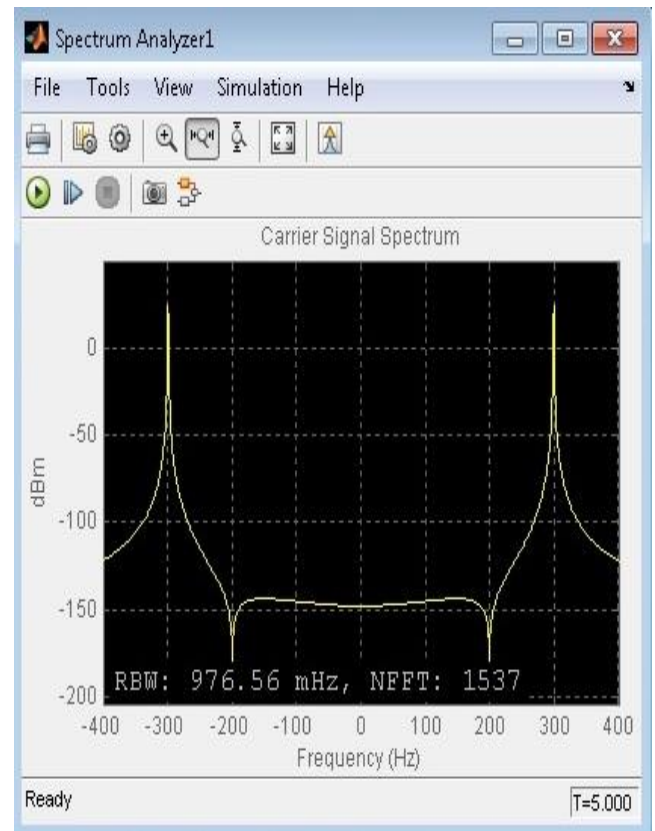 Spectrum Analyzer1
File Tools View Simulation Help
Carrier Signal Spectrum
0
-50
-100
-150
-200
dBm
RBW: 976.56 mHz, NFFT: 1537
-400 -300 -200 -100 0 100 200 300 400
Frequency (Hz)
Ready T=5.000